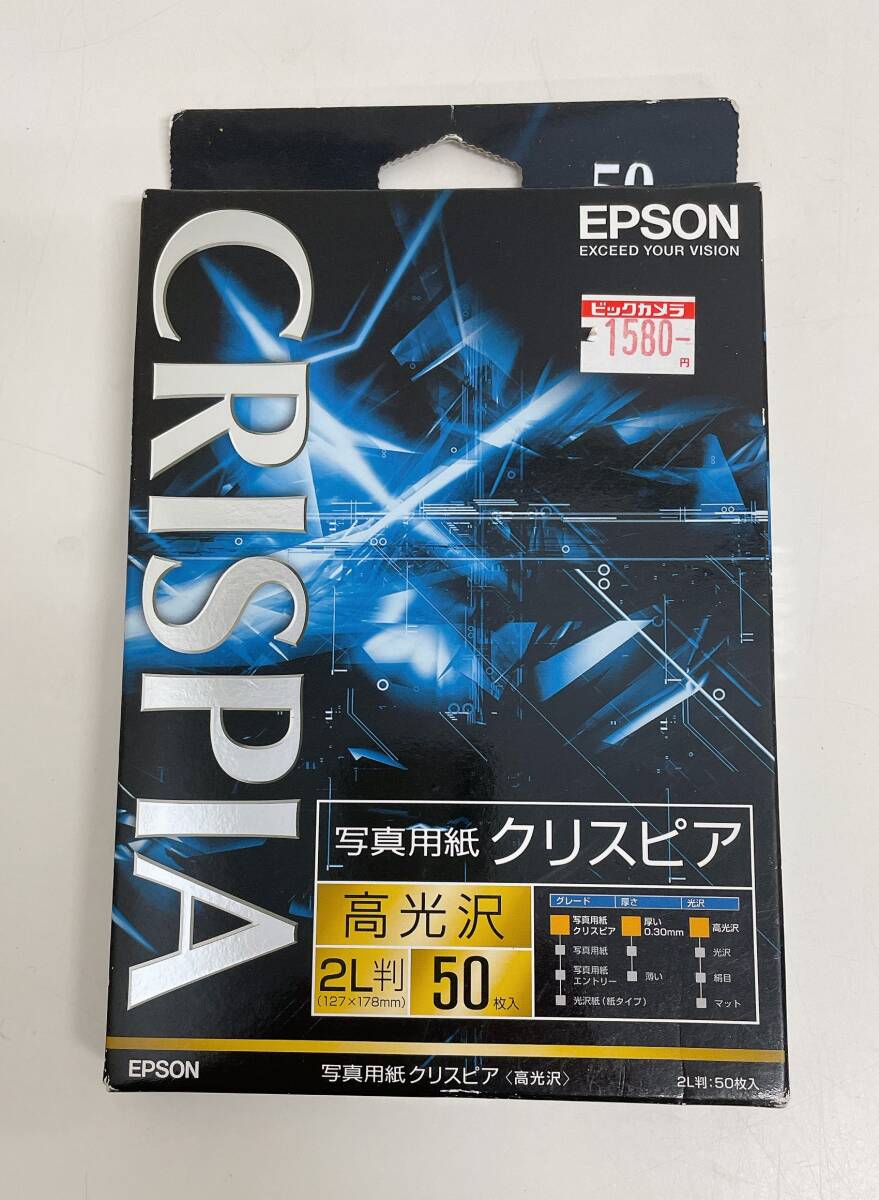 50
EPSON
EXCEED YOUR VISION
ビックカメラ
1580-
円
CRISPIA
写真用紙 クリスピア
高光沢
2L判
(127×178mm)
50枚入
グレード 厚さ 光沢
写真用紙
クリスピア
厚い
0.30mm
高光沢
写真用紙
光沢
写真用紙
エントリー
薄い
絹目
光沢紙(紙タイプ)
マット
EPSON
写真用紙クリスピア〈高光沢〉
2L判:50枚入